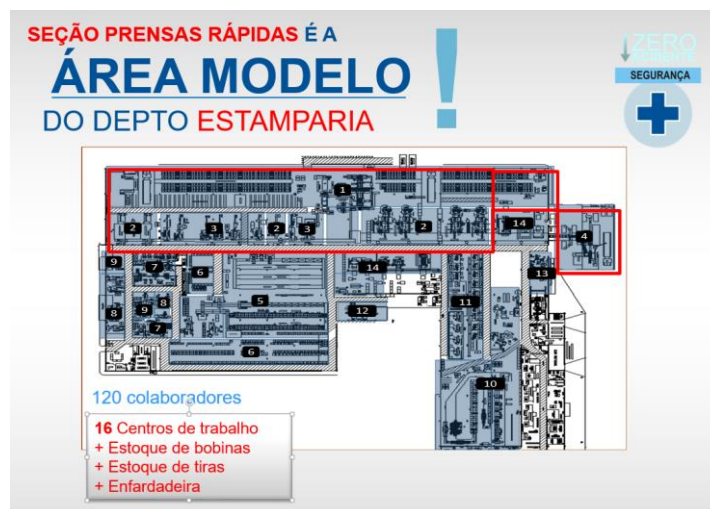 SEÇÃO PRENSAS RÁPIDAS É A
ÁREA MODELO !
DO DEPTO ESTAMPARIA
ZERO
ACIDENTE
SEGURANÇA
1
2
3
2
3
2
14
4
9
7
6
14
13
8
9
8
7
5
11
12
6
10
120 colaboradores
16 Centros de trabalho
+ Estoque de bobinas
+ Estoque de tiras
+ Enfardadeira